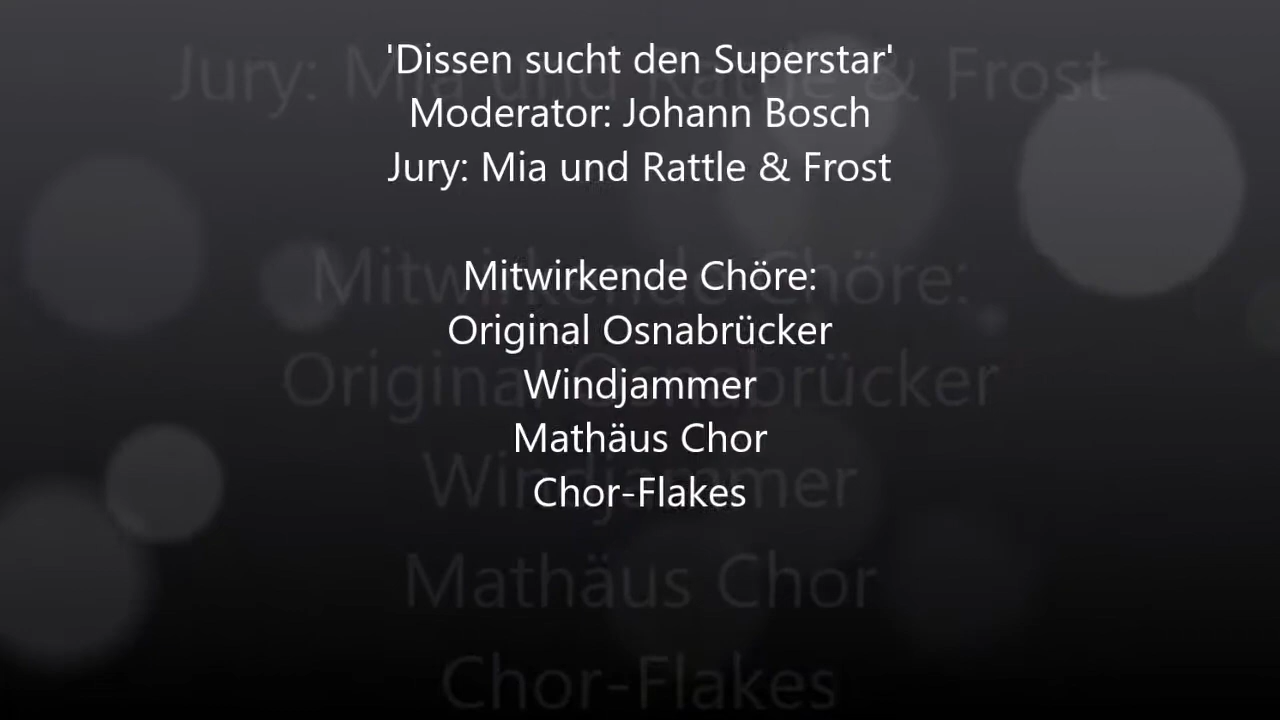 'Dissen sucht den Superstar'
Moderator: Johann Bosch
Jury: Mia und Rattle & Frost
Mitwirkende Chöre:
Original Osnabrücker
Windjammer
Mathäus Chor
Chor-Flakes